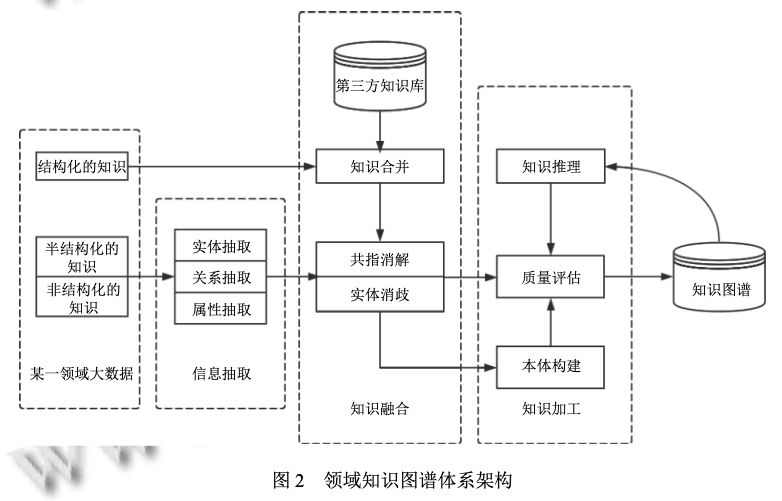 第三方知识库
结构化的知识
知识合并
知识推理
半结构化的
知识
非结构化的
知识
实体抽取
关系抽取
属性抽取
共指消解
实体消歧
质量评估
知识图谱
本体构建
某一领域大数据
信息抽取
知识融合
知识加工
图 2 领域知识图谱体系架构